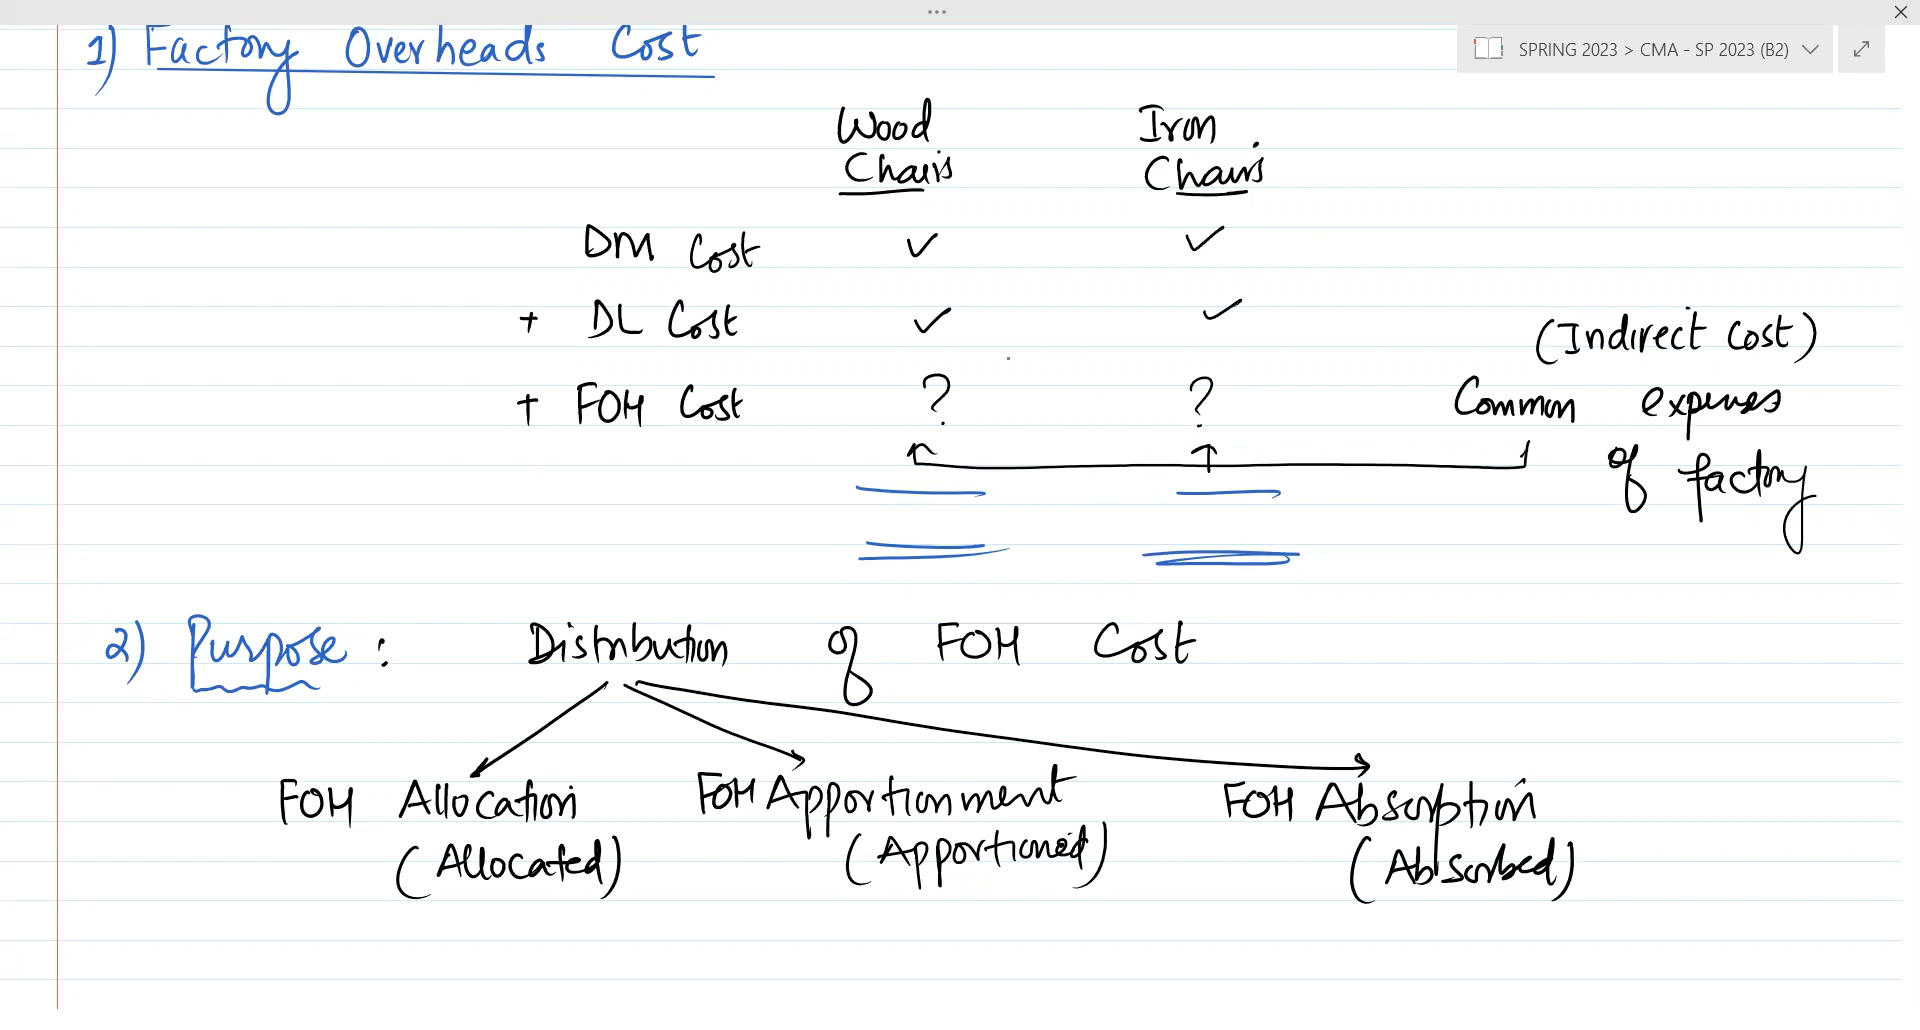 SPRING 2023 > CMA - SP 2023 (B2)
1) Factory Overheads Cost
Wood Iron
Chairs Chairs
DM Cost ✓ ✓
+ DL Cost ✓ ✓
(Indirect Cost)
+ FOH Cost ? ? Common expenses
of factory
2) Purpose : Distribution of FOH Cost
FOH Allocation FOH Apportionment FOH Absorption
(Allocated) (Apportioned) (Absorbed)